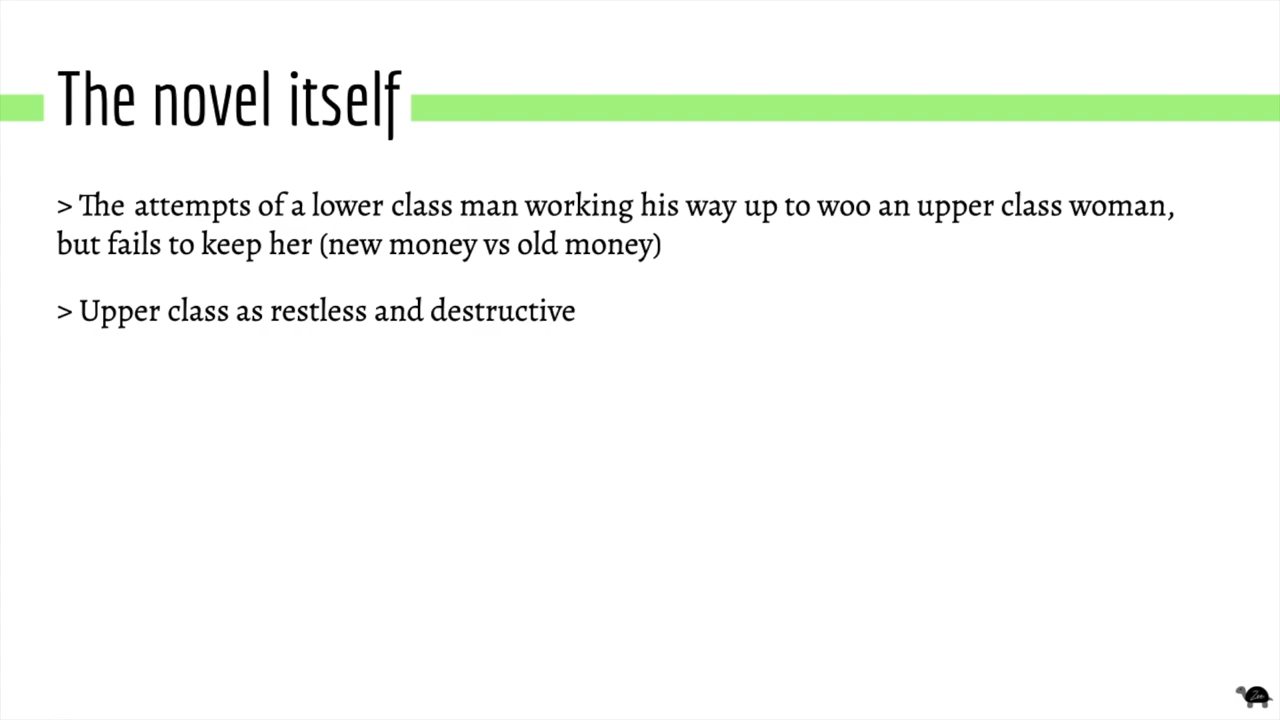 The novel itself
> The attempts of a lower class man working his way up to woo an upper class woman,
but fails to keep her (new money vs old money)
> Upper class as restless and destructive